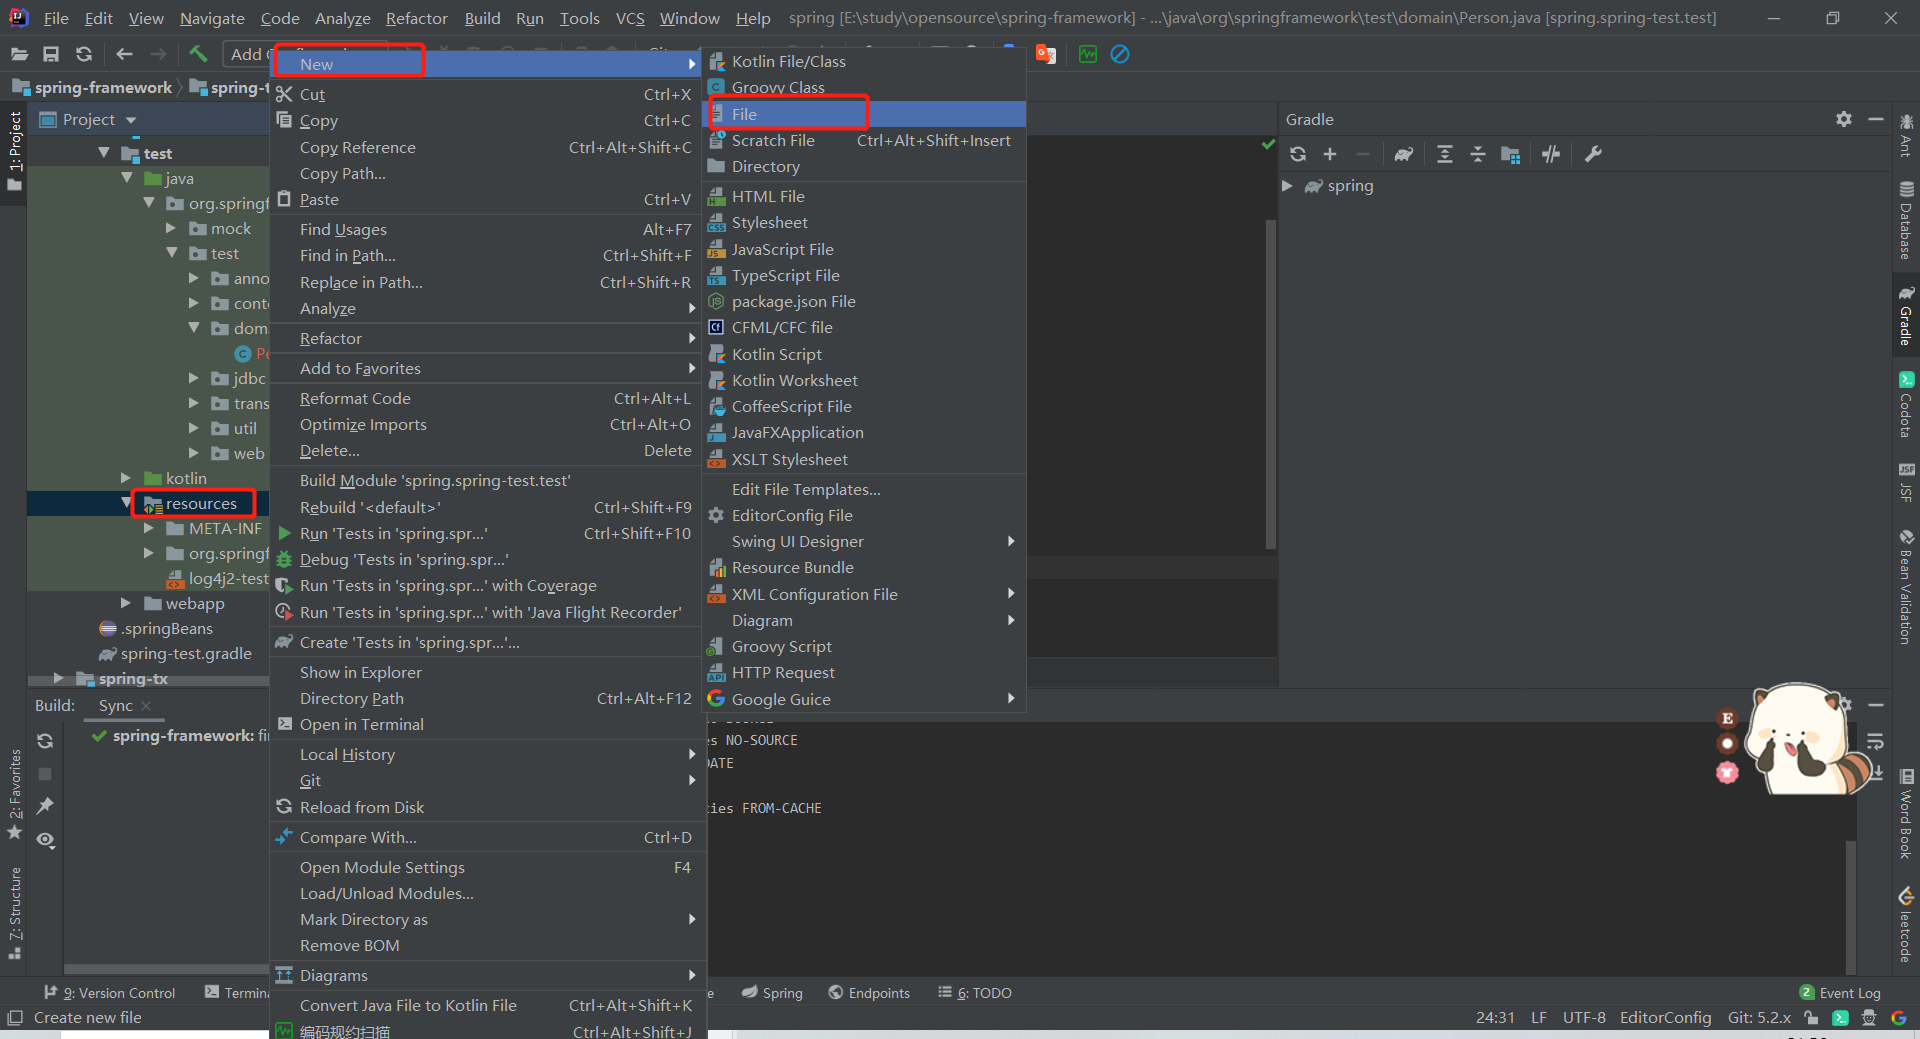 File Edit View Navigate Code Analyze Refactor Build Run Tools VCS Window Help spring [E:\study\opensource\spring-framework] - ...\java\org\springframework\test\domain\Person.java [spring.spring-test.test]
Add
spring-framework
Project
test
java
org.springf
mock
test
anno
conte
doma
Pe
jdbc
trans
util
web
kotlin
resources
META-INF
org.springf
log4j2-test
webapp
.springBeans
spring-test.gradle
spring-tx
New
Cut Ctrl+X
Copy Ctrl+C
Copy Reference Ctrl+Alt+Shift+C
Copy Path...
Paste Ctrl+V
Find Usages Alt+F7
Find in Path... Ctrl+Shift+F
Replace in Path... Ctrl+Shift+R
Analyze
Refactor
Add to Favorites
Reformat Code Ctrl+Alt+L
Optimize Imports Ctrl+Alt+O
Delete... Delete
Build Module 'spring.spring-test.test'
Rebuild '<default>' Ctrl+Shift+F9
Run 'Tests in 'spring.spr...' Ctrl+Shift+F10
Debug 'Tests in 'spring.spr...'
Run 'Tests in 'spring.spr...' with Coverage
Run 'Tests in 'spring.spr...' with 'Java Flight Recorder'
Create 'Tests in 'spring.spr...'...
Show in Explorer
Directory Path Ctrl+Alt+F12
Open in Terminal
Local History
Git
Reload from Disk
Compare With... Ctrl+D
Open Module Settings F4
Load/Unload Modules...
Mark Directory as
Remove BOM
Diagrams
Convert Java File to Kotlin File Ctrl+Alt+Shift+K
编码规约扫描 Ctrl+Alt+Shift+J
Kotlin File/Class
Groovy Class
File
Scratch File Ctrl+Alt+Shift+Insert
Directory
HTML File
Stylesheet
JavaScript File
TypeScript File
package.json File
CFML/CFC file
Kotlin Script
Kotlin Worksheet
CoffeeScript File
JavaFXApplication
XSLT Stylesheet
Edit File Templates...
EditorConfig File
Swing UI Designer
Resource Bundle
XML Configuration File
Diagram
Groovy Script
HTTP Request
Google Guice
Gradle
spring
1: Project
2: Favorites
7: Structure
Ant
Database
Gradle
Codota
JSF
Bean Validation
Word Book
leetcode
Build: Sync
spring-framework: fi
es NO-SOURCE
DATE
ties FROM-CACHE
E
9: Version Control Termina Spring Endpoints 6: TODO 2 Event Log
Create new file 24:31 LF UTF-8 EditorConfig Git: 5.2.x